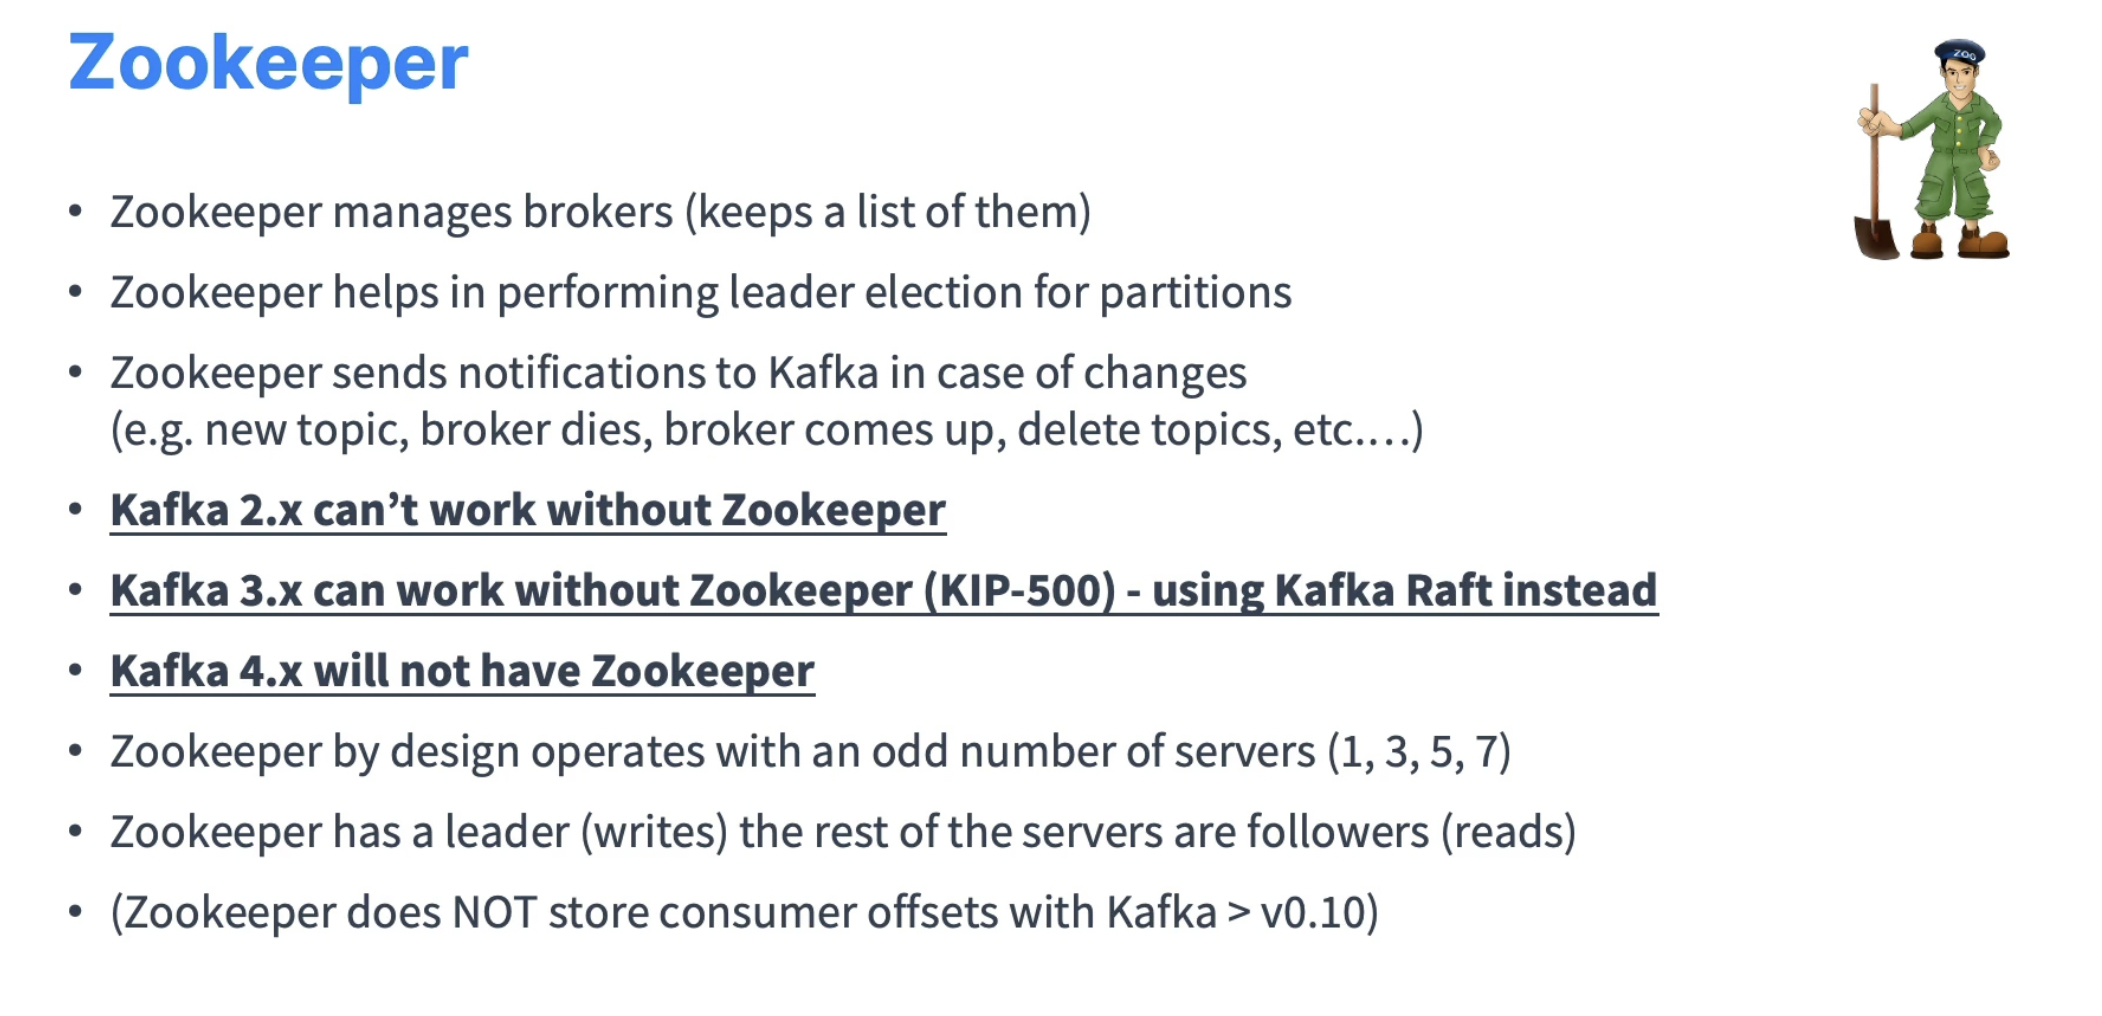 Zookeeper
ZOO
• Zookeeper manages brokers (keeps a list of them)
• Zookeeper helps in performing leader election for partitions
• Zookeeper sends notifications to Kafka in case of changes
(e.g. new topic, broker dies, broker comes up, delete topics, etc.…)
• Kafka 2.x can’t work without Zookeeper
• Kafka 3.x can work without Zookeeper (KIP-500) - using Kafka Raft instead
• Kafka 4.x will not have Zookeeper
• Zookeeper by design operates with an odd number of servers (1, 3, 5, 7)
• Zookeeper has a leader (writes) the rest of the servers are followers (reads)
• (Zookeeper does NOT store consumer offsets with Kafka > v0.10)